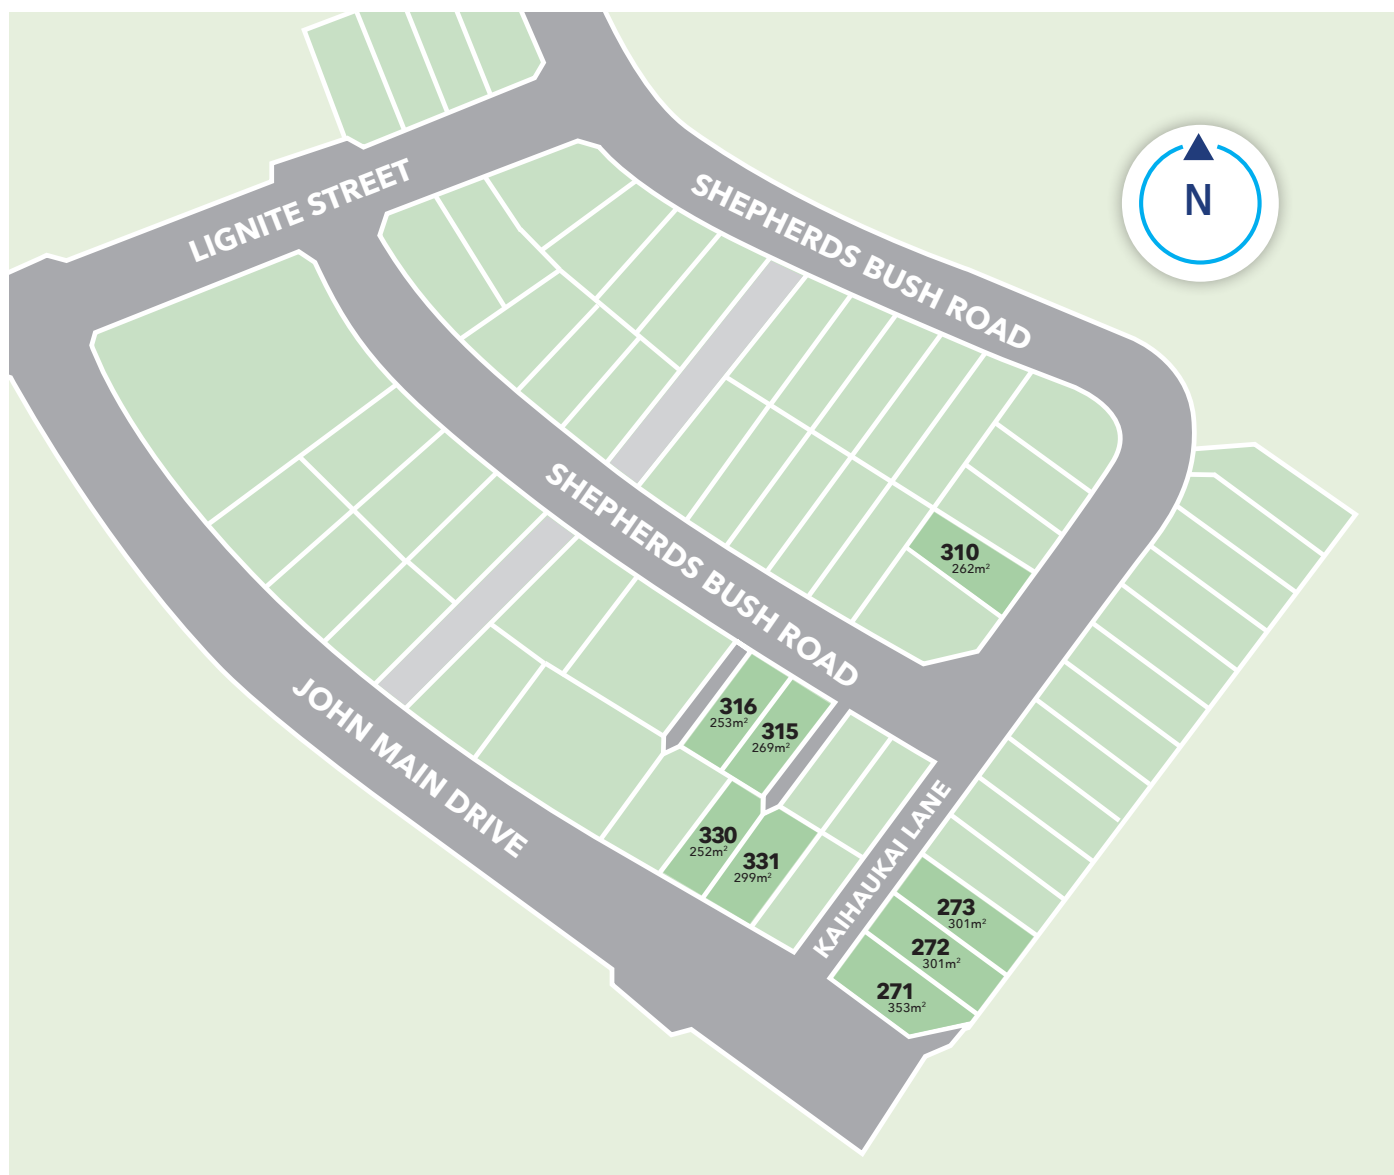 LIGNITE STREET
SHEPHERDS BUSH ROAD
N
SHEPHERDS BUSH ROAD
310
262m²
316
253m²
315
269m²
JOHN MAIN DRIVE
330
252m²
331
299m²
KAIHAUKAI LANE
273
301m²
272
301m²
271
353m²